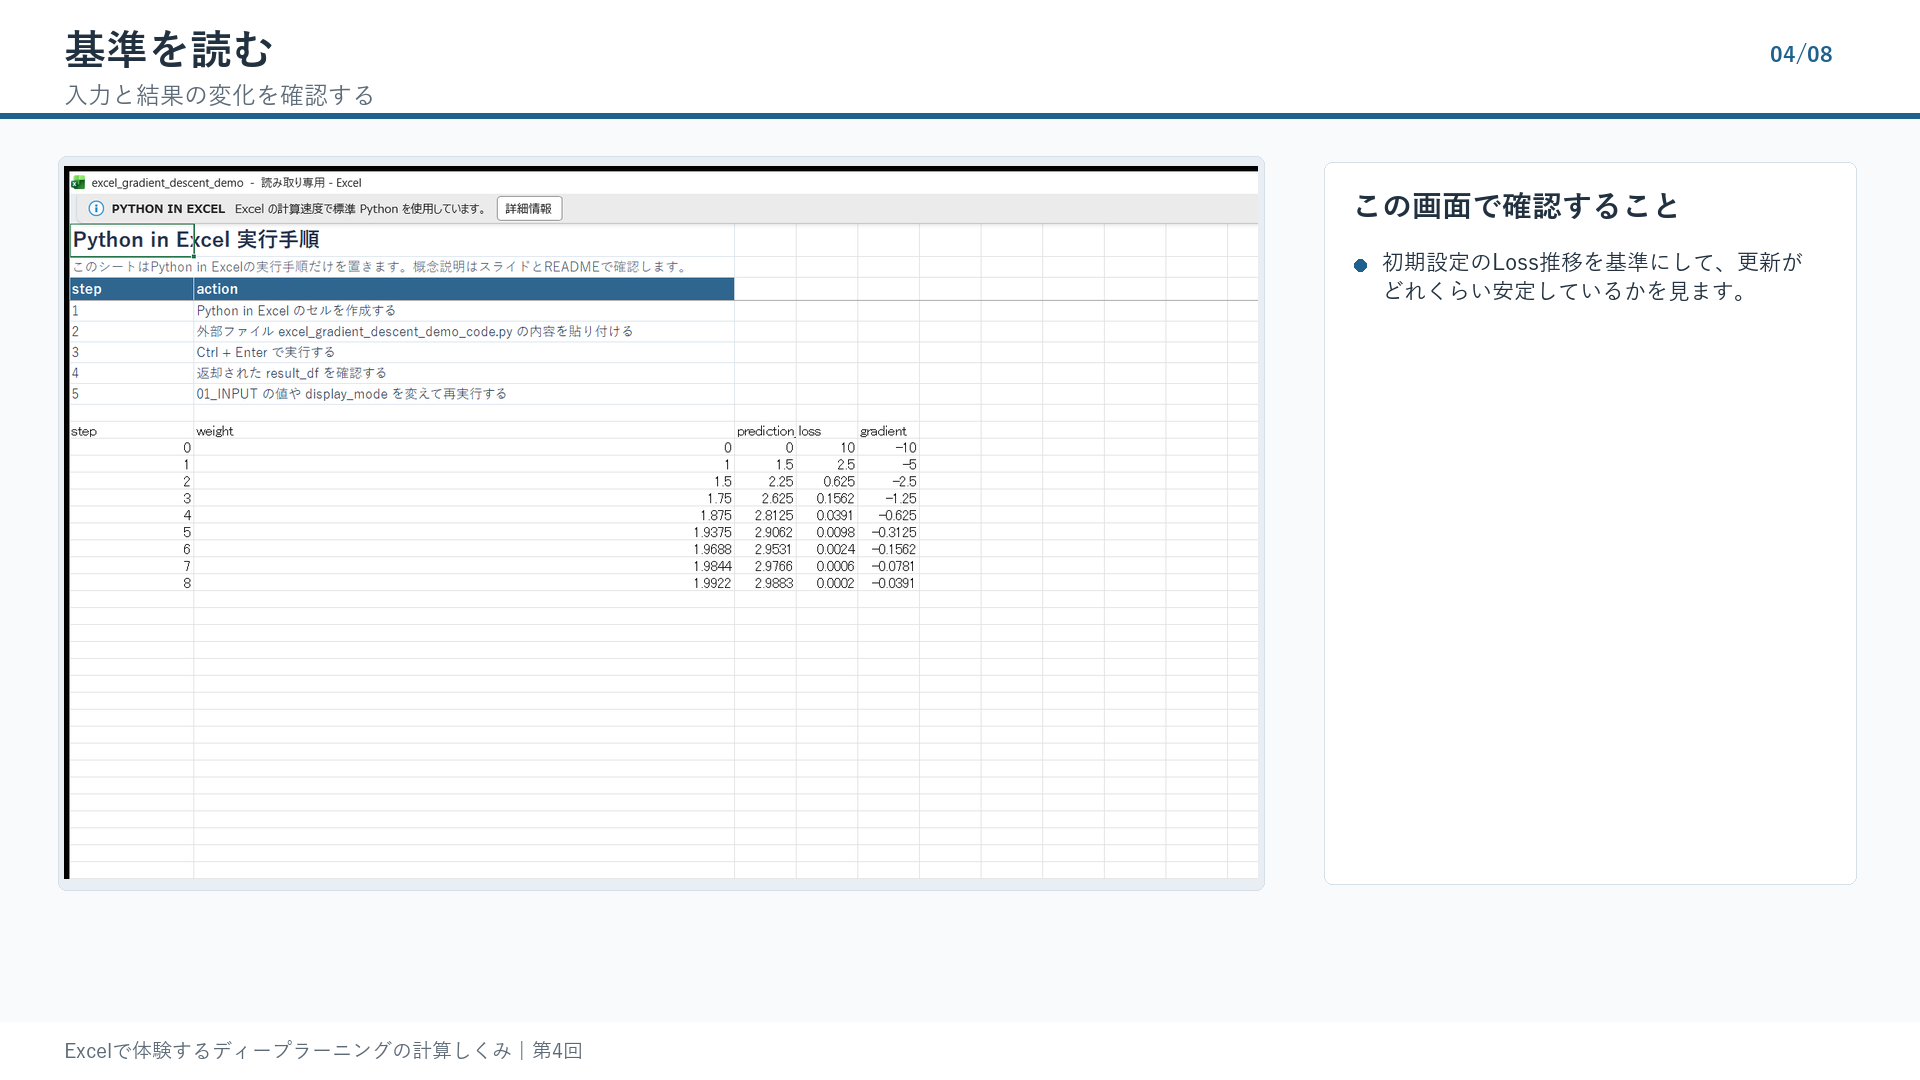 基準を読む
04/08
入力と結果の変化を確認する
excel_gradient_descent_demo - 読み取り専用 - Excel
PYTHON IN EXCEL Excel の計算速度で標準 Python を使用しています。 詳細情報
Python in Excel 実行手順
このシートはPython in Excelの実行手順だけを置きます。概念説明はスライドとREADMEで確認します。
step action
1 Python in Excel のセルを作成する
2 外部ファイル excel_gradient_descent_demo_code.py の内容を貼り付ける
3 Ctrl + Enter で実行する
4 返却された result_df を確認する
5 01_INPUT の値や display_mode を変えて再実行する
step weight prediction_ loss gradient
0 0 0 10 −10
1 1 1.5 2.5 −5
2 1.5 2.25 0.625 −2.5
3 1.75 2.625 0.1562 −1.25
4 1.875 2.8125 0.0391 −0.625
5 1.9375 2.9062 0.0098 −0.3125
6 1.9688 2.9531 0.0024 −0.1562
7 1.9844 2.9766 0.0006 −0.0781
8 1.9922 2.9883 0.0002 −0.0391
この画面で確認すること
初期設定のLoss推移を基準にして、更新が
どれくらい安定しているかを見ます。
Excelで体験するディープラーニングの計算しくみ｜第4回